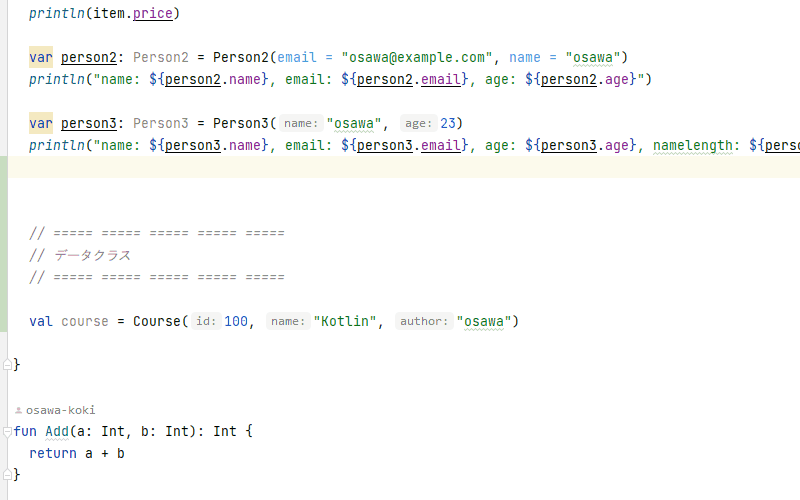 println(item.price)
var person2: Person2 = Person2(email = "osawa@example.com", name = "osawa")
println("name: ${person2.name}, email: ${person2.email}, age: ${person2.age}")
var person3: Person3 = Person3( name: "osawa", age: 23)
println("name: ${person3.name}, email: ${person3.email}, age: ${person3.age}, namelength: ${perso
// ===== ===== ===== ===== =====
// データクラス
// ===== ===== ===== ===== =====
val course = Course( id: 100, name: "Kotlin", author: "osawa")
}
osawa-koki
fun Add(a: Int, b: Int): Int {
return a + b
}